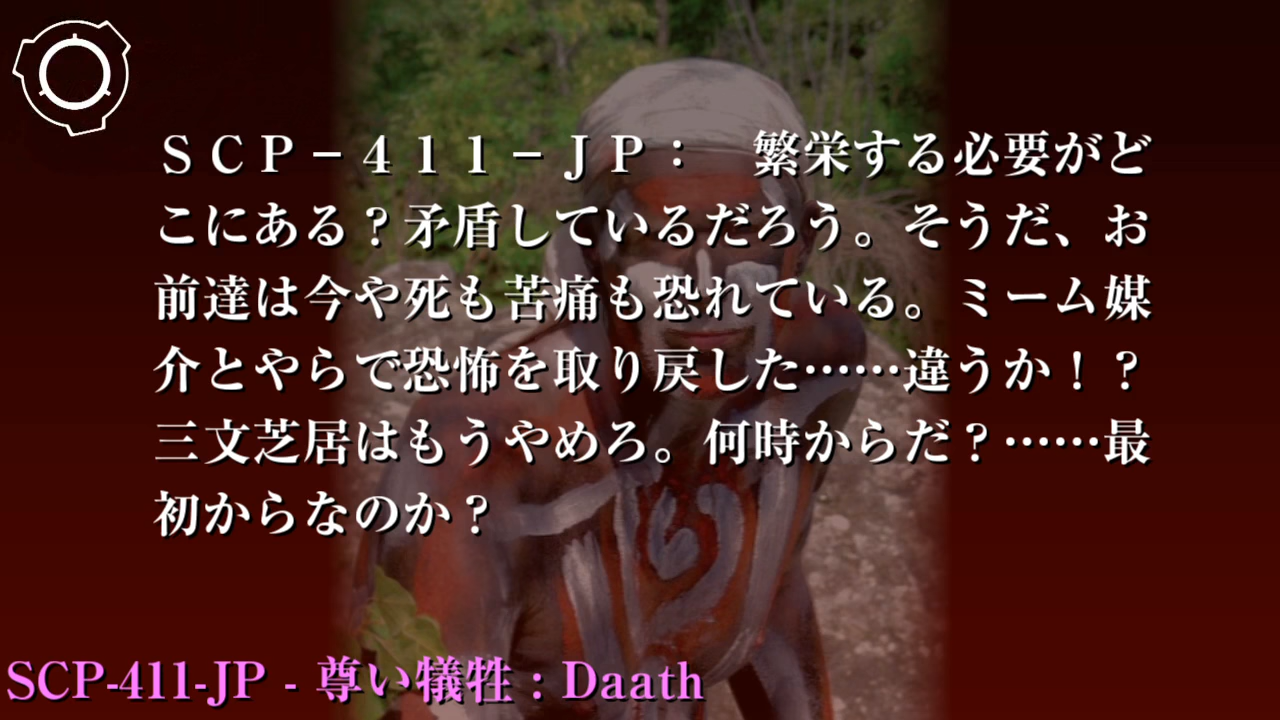 SCP−411−JP：　繁栄する必要がど
こにある？矛盾しているだろう。そうだ、お
前達は今や死も苦痛も恐れている。ミーム媒
介とやらで恐怖を取り戻した……違うか！？
三文芝居はもうやめろ。何時からだ？……最
初からなのか？
SCP-411-JP - 尊い犠牲 : Daath